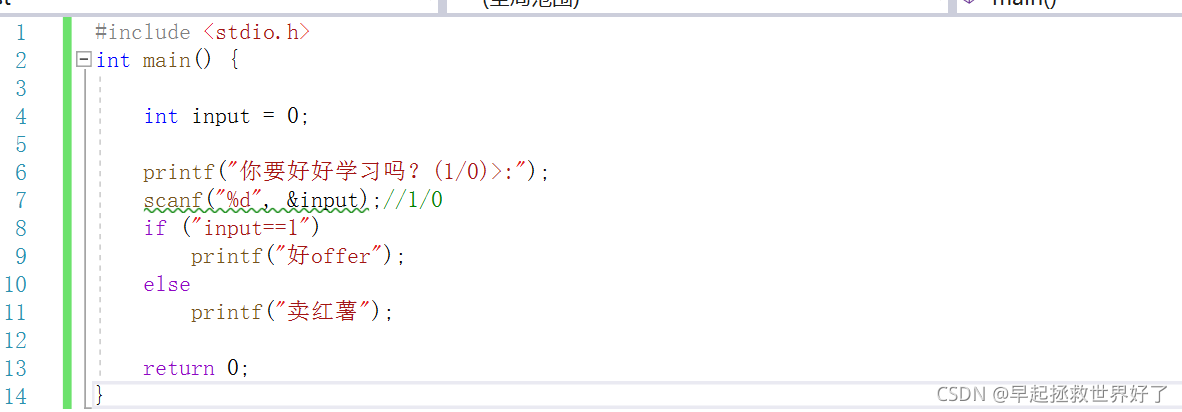 (全局范围)
main()
1 #include <stdio.h>
2 int main() {
3
4 int input = 0;
5
6 printf("你要好好学习吗? (1/0)>:");
7 scanf("%d", &input);//1/0
8 if ("input==1")
9 printf("好offer");
10 else
11 printf("卖红薯");
12
13 return 0;
14 }
CSDN @早起拯救世界好了